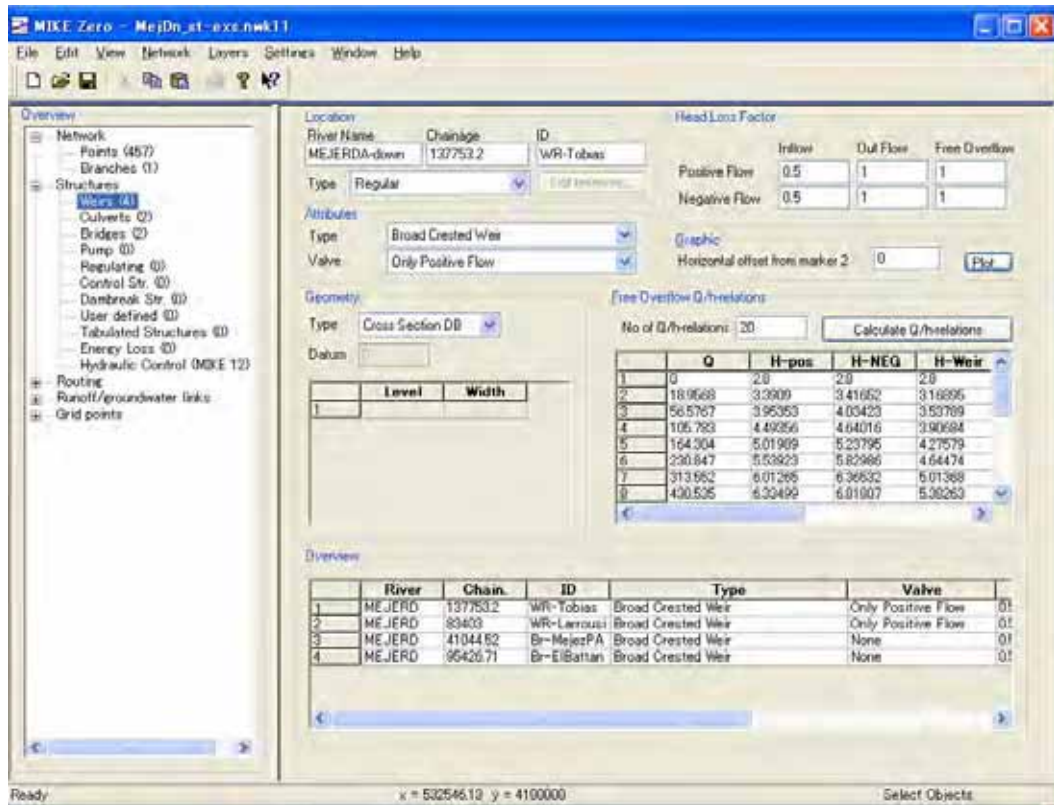 MIKE Zero - MejDn_st-exs.nwk11
File Edit View Network Layers Settings Window Help
Overview
Network
Points (457)
Branches (1)
Structures
Weirs (4)
Culverts (2)
Bridges (2)
Pump (0)
Regulating (0)
Control Str. (0)
Dambreak Str. (0)
User defined (0)
Tabulated Structures (0)
Energy Loss (0)
Hydraulic Control (MIKE 12)
Routing
Runoff/groundwater links
Grid points
Location
River Name Chainage ID
MEJERDA-down 137753.2 WR-Tobias
Type Regular
Attributes
Type Broad Crested Weir
Valve Only Positive Flow
Head Loss Factor
Inflow Out Flow Free Overflow
Positive Flow 0.5 1 1
Negative Flow 0.5 1 1
Graphic
Horizontal offset from marker 2 0 Plot...
Geometry
Type Cross Section DB
Datum
Level Width
1
Free Overflow Q/h-relations
No of Q/h-relations 20 Calculate Q/h-relations
Q H-pos H-NEG H-Weir
1 0 2.8 2.8 2.8
2 18.9568 3.3909 3.41652 3.16895
3 56.5767 3.95353 4.03423 3.53789
4 105.783 4.49356 4.64016 3.90684
5 164.304 5.01989 5.23795 4.27579
6 230.847 5.53923 5.82986 4.64474
7 313.662 6.01265 6.36632 5.01368
430.535 6.33499
Overview
River Chain. ID Type Valve
1 MEJERD 137753.2 WR-Tobias Broad Crested Weir Only Positive Flow
2 MEJERD 83403 WR-Larrousi Broad Crested Weir Only Positive Flow
3 MEJERD 41044.52 Br-MejezPA Broad Crested Weir None
4 MEJERD 95426.71 Br-ElBattan Broad Crested Weir None
Ready x = 532546.13 y = 4100000 Select Objects